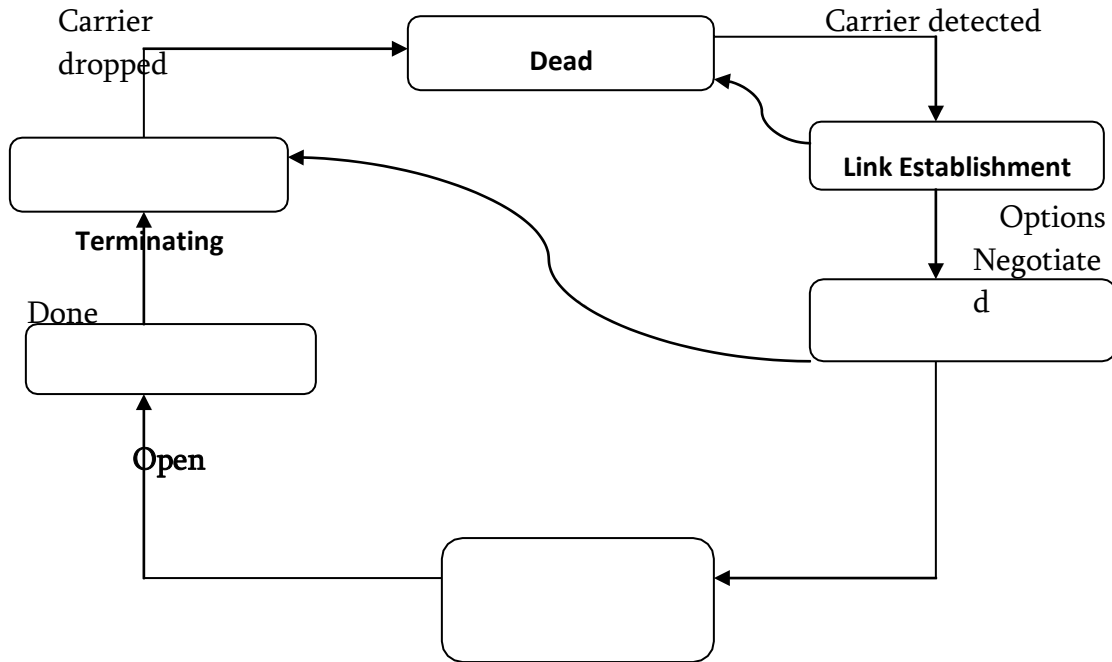 Carrier
dropped
Dead
Carrier detected
Link Establishment
Options
Negotiate
d
Terminating
Done
Open